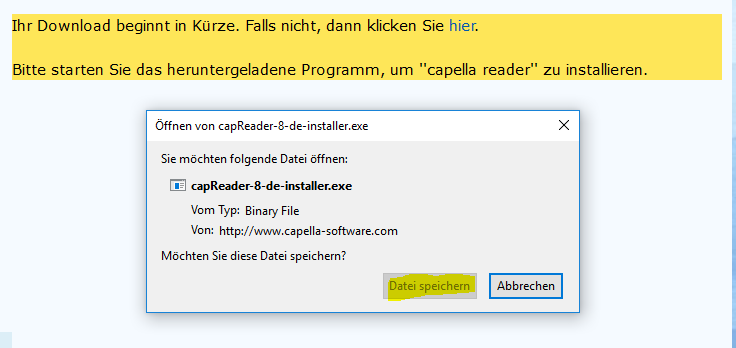 Ihr Download beginnt in Kürze. Falls nicht, dann klicken Sie hier.
Bitte starten Sie das heruntergeladene Programm, um "capella reader" zu installieren.
Öffnen von capReader-8-de-installer.exe
Sie möchten folgende Datei öffnen:
capReader-8-de-installer.exe
Vom Typ: Binary File
Von: http://www.capella-software.com
Möchten Sie diese Datei speichern?
Datei speichern Abbrechen